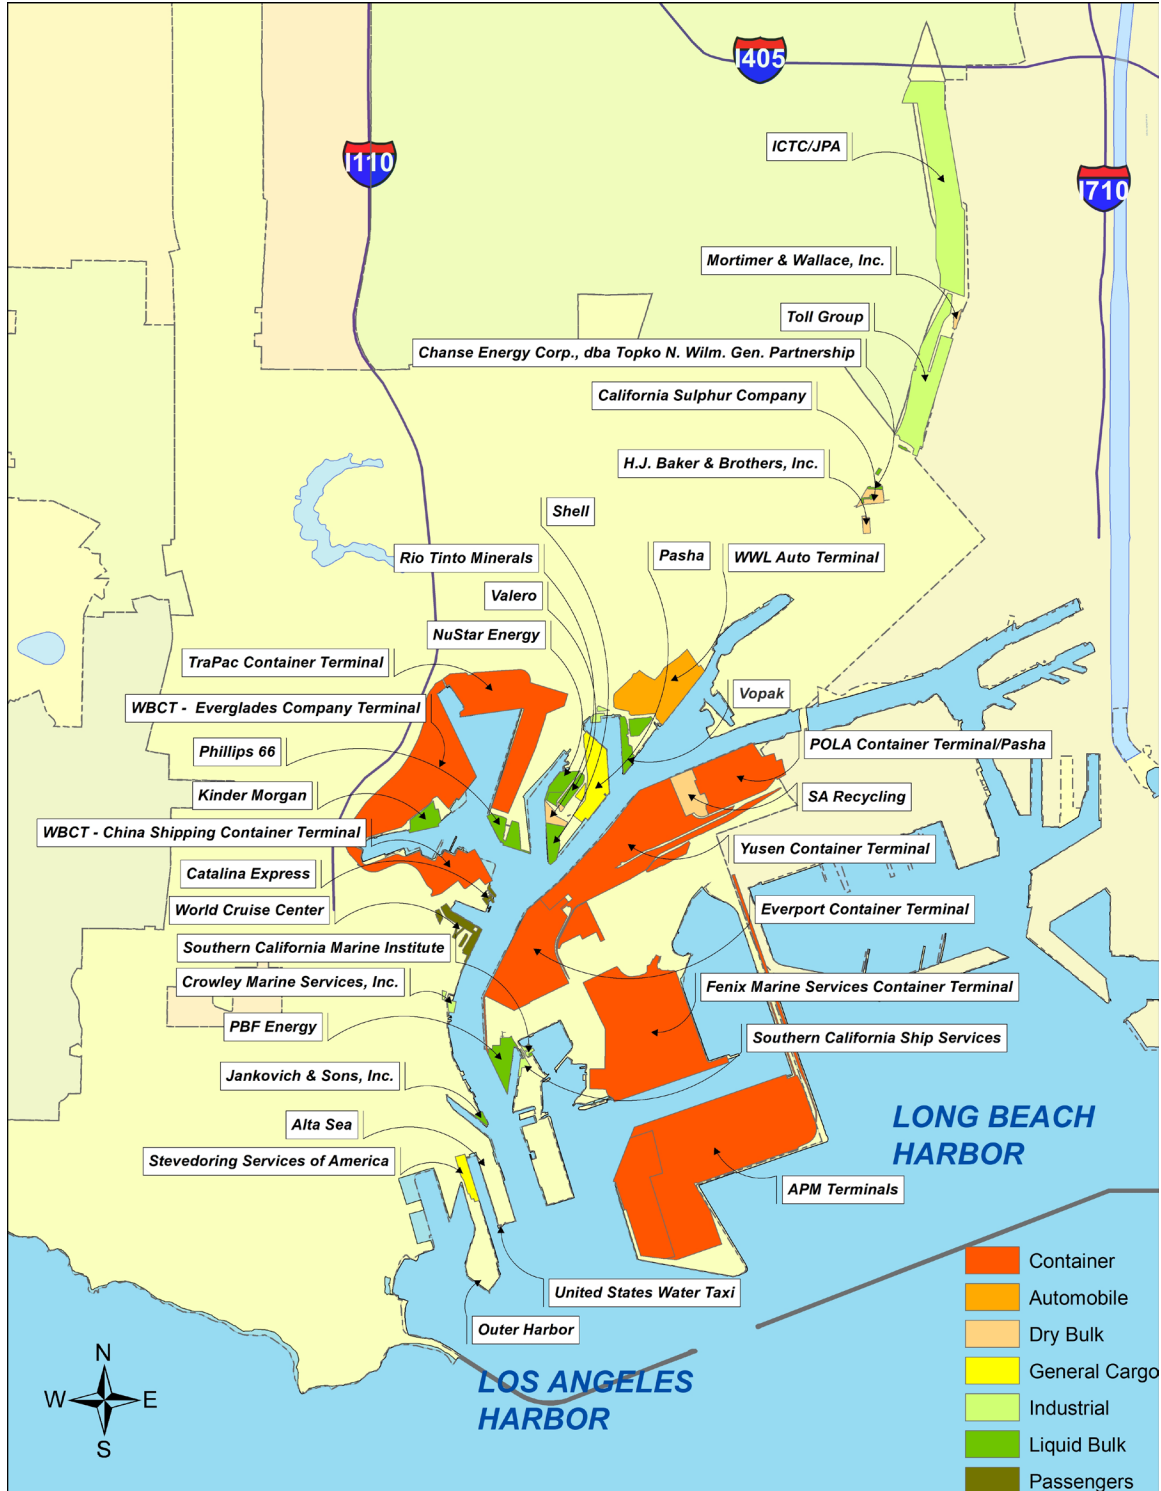 I405
I110
ICTC/JPA
I710
Mortimer & Wallace, Inc.
Toll Group
Chanse Energy Corp., dba Topko N. Wilm. Gen. Partnership
California Sulphur Company
H.J. Baker & Brothers, Inc.
Shell
Rio Tinto Minerals
Pasha
WWL Auto Terminal
Valero
NuStar Energy
TraPac Container Terminal
Vopak
WBCT - Everglades Company Terminal
POLA Container Terminal/Pasha
Phillips 66
Kinder Morgan
SA Recycling
WBCT - China Shipping Container Terminal
Yusen Container Terminal
Catalina Express
World Cruise Center
Everport Container Terminal
Southern California Marine Institute
Crowley Marine Services, Inc.
Fenix Marine Services Container Terminal
PBF Energy
Southern California Ship Services
Jankovich & Sons, Inc.
Alta Sea
LONG BEACH
HARBOR
Stevedoring Services of America
APM Terminals
United States Water Taxi
Outer Harbor
LOS ANGELES
HARBOR
N
W
E
S
Container
Automobile
Dry Bulk
General Cargo
Industrial
Liquid Bulk
Passengers